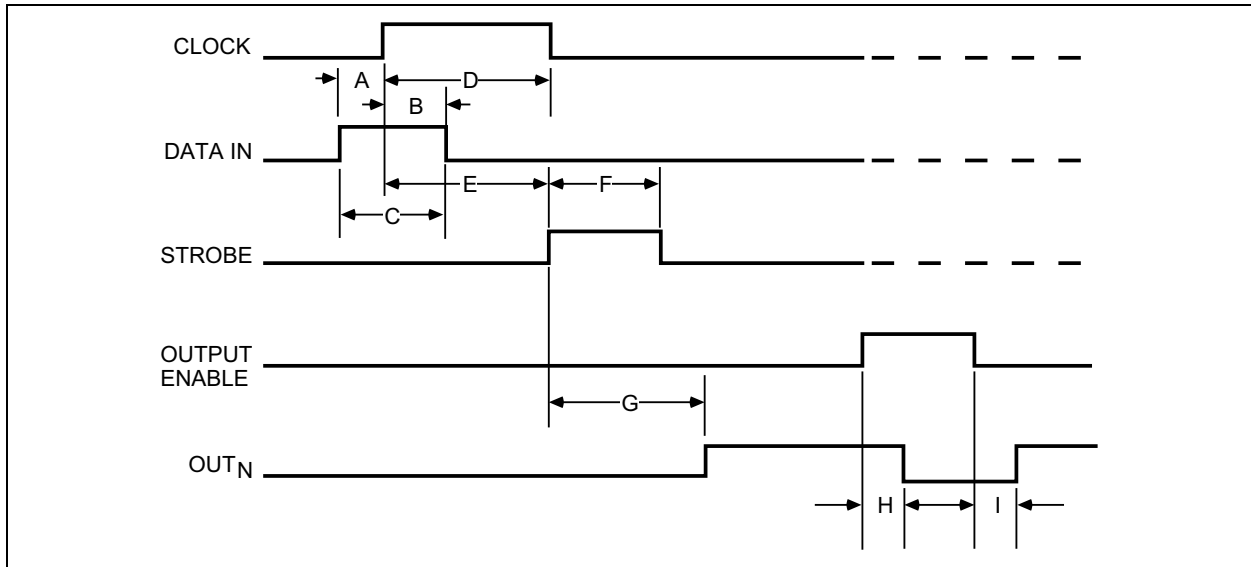 CLOCK
A
D
B
DATA IN
E
F
C
STROBE
OUTPUT
ENABLE
G
OUTN
H
I